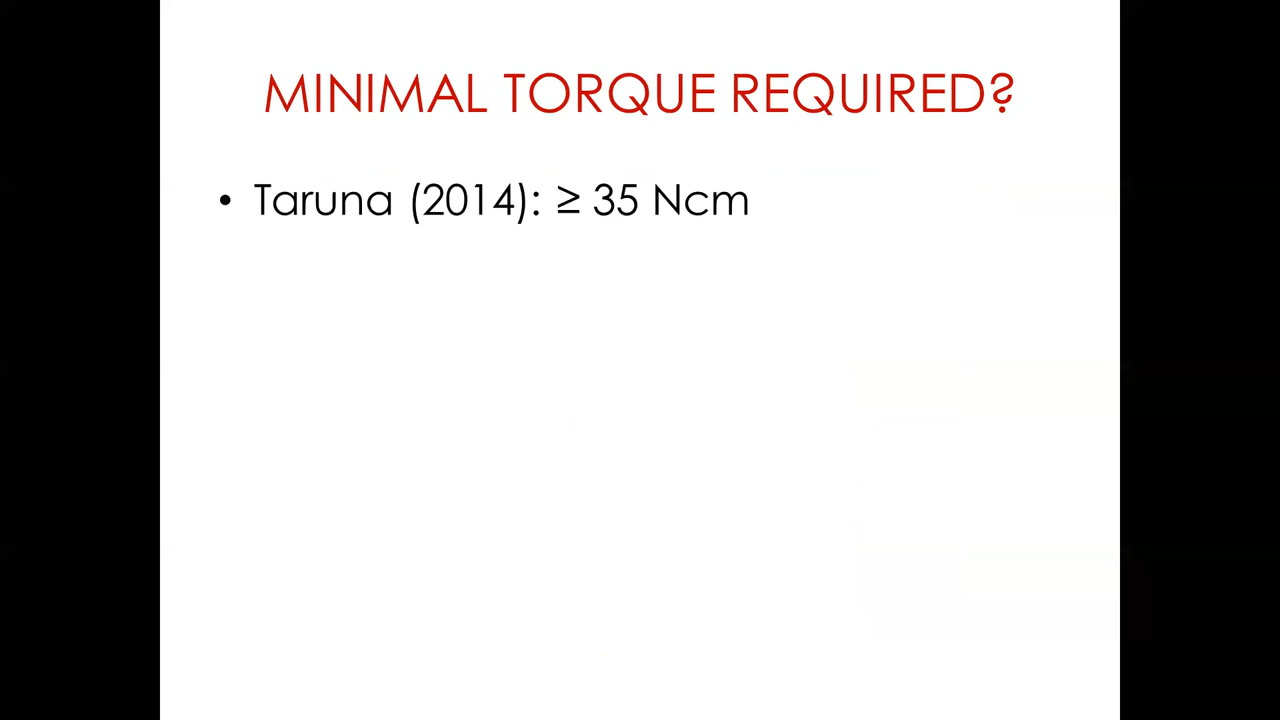 MINIMAL TORQUE REQUIRED?
• Taruna (2014): ≥ 35 Ncm